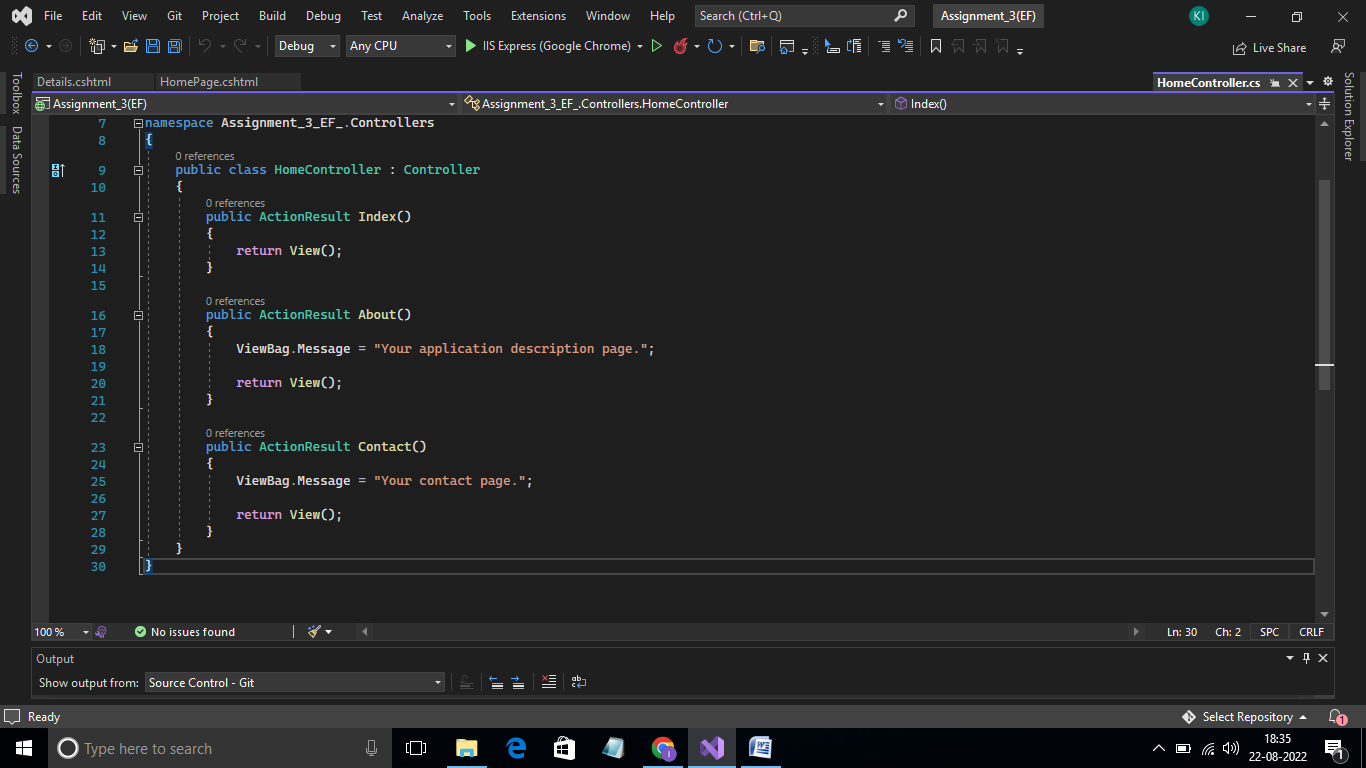 File Edit View Git Project Build Debug Test Analyze Tools Extensions Window Help Search (Ctrl+Q) Assignment_3(EF) KI
Debug Any CPU IIS Express (Google Chrome) Live Share
Details.cshtml HomePage.cshtml HomeController.cs
Toolbox
Data Sources
Solution Explorer
Assignment_3(EF) Assignment_3_EF_.Controllers.HomeController Index()
7 namespace Assignment_3_EF_.Controllers
8 {
0 references
9 public class HomeController : Controller
10 {
0 references
11 public ActionResult Index()
12 {
13 return View();
14 }
15
0 references
16 public ActionResult About()
17 {
18 ViewBag.Message = "Your application description page.";
19
20 return View();
21 }
22
0 references
23 public ActionResult Contact()
24 {
25 ViewBag.Message = "Your contact page.";
26
27 return View();
28 }
29 }
30 }
100 % No issues found Ln: 30 Ch: 2 SPC CRLF
Output
Show output from: Source Control - Git
Ready Select Repository 1
Type here to search 18:35
22-08-2022 1